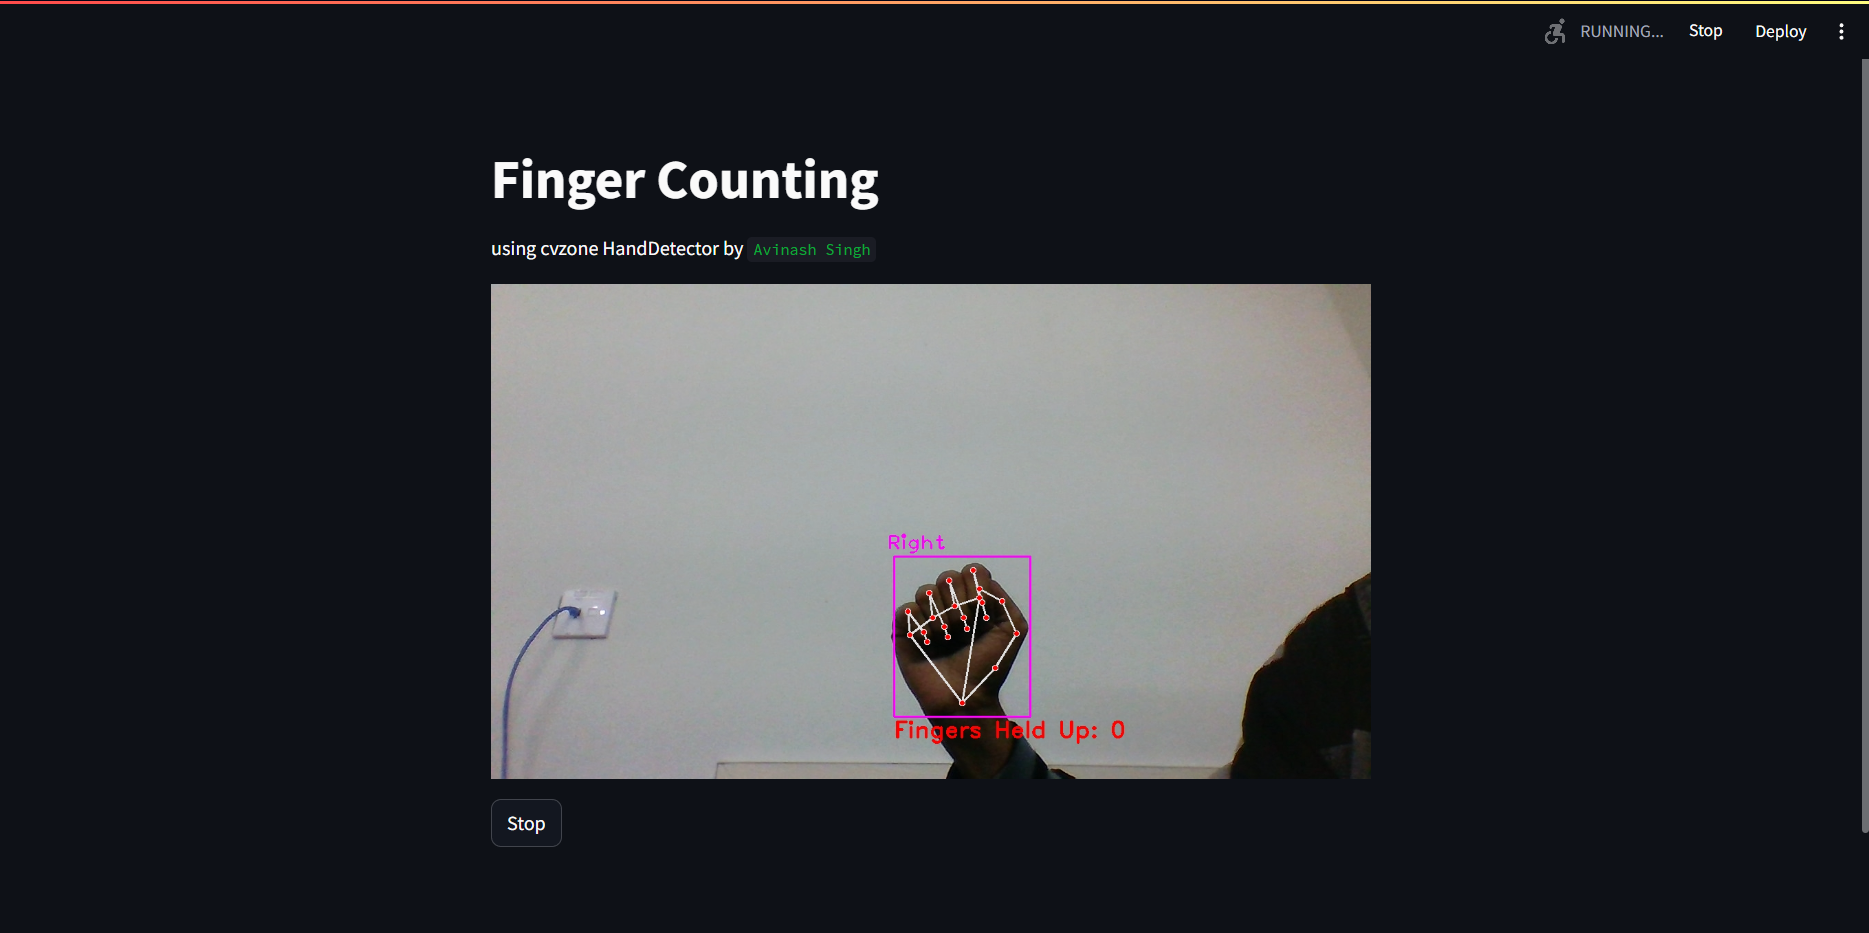 RUNNING... Stop Deploy
Finger Counting
using cvzone HandDetector by Avinash Singh
Right
Fingers Held Up: 0
Stop